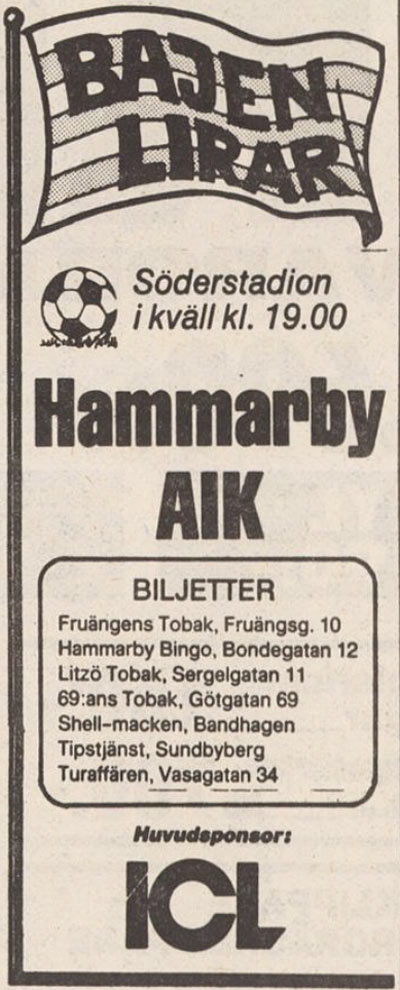 BAJEN
LIRAR
Söderstadion
i kväll kl. 19.00
Hammarby
AIK
BILJETTER
Fruängens Tobak, Fruängsg. 10
Hammarby Bingo, Bondegatan 12
Litzö Tobak, Sergelgatan 11
69:ans Tobak, Götgatan 69
Shell-macken, Bandhagen
Tipstjänst, Sundbyberg
Turaffären, Vasagatan 34
Huvudsponsor:
ICL